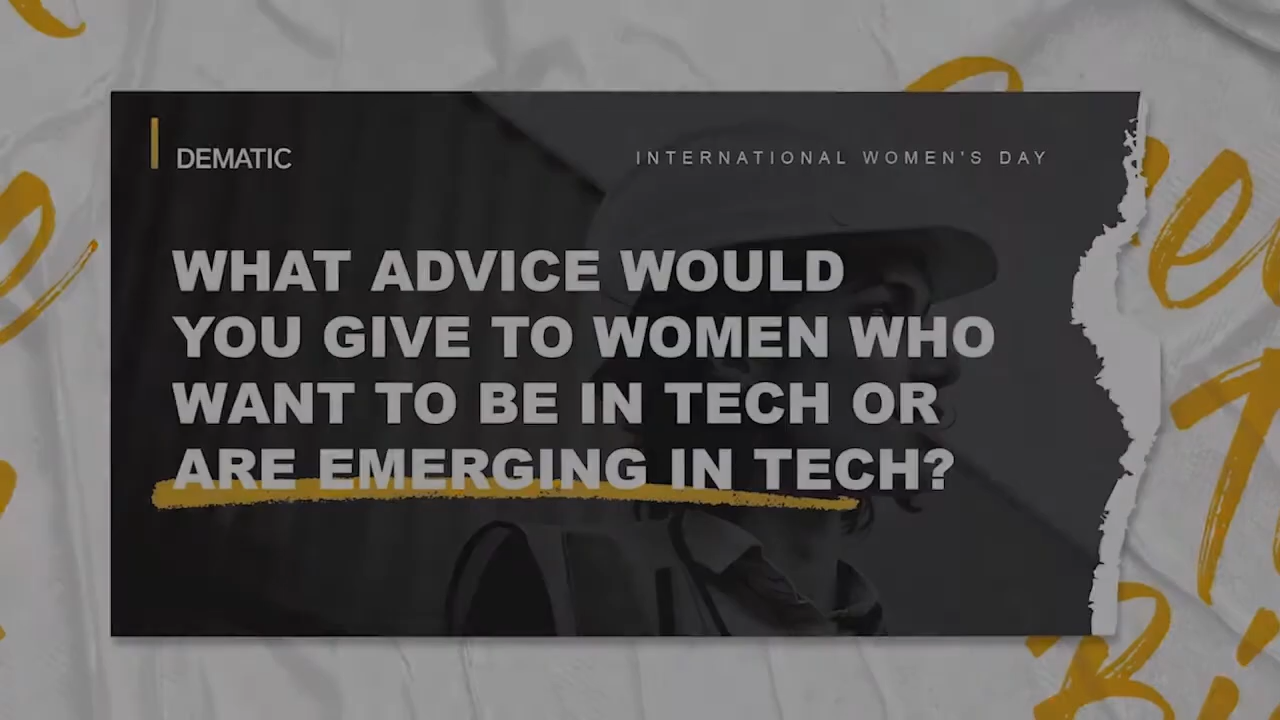 DEMATIC
INTERNATIONAL WOMEN'S DAY
WHAT ADVICE WOULD
YOU GIVE TO WOMEN WHO
WANT TO BE IN TECH OR
ARE EMERGING IN TECH?